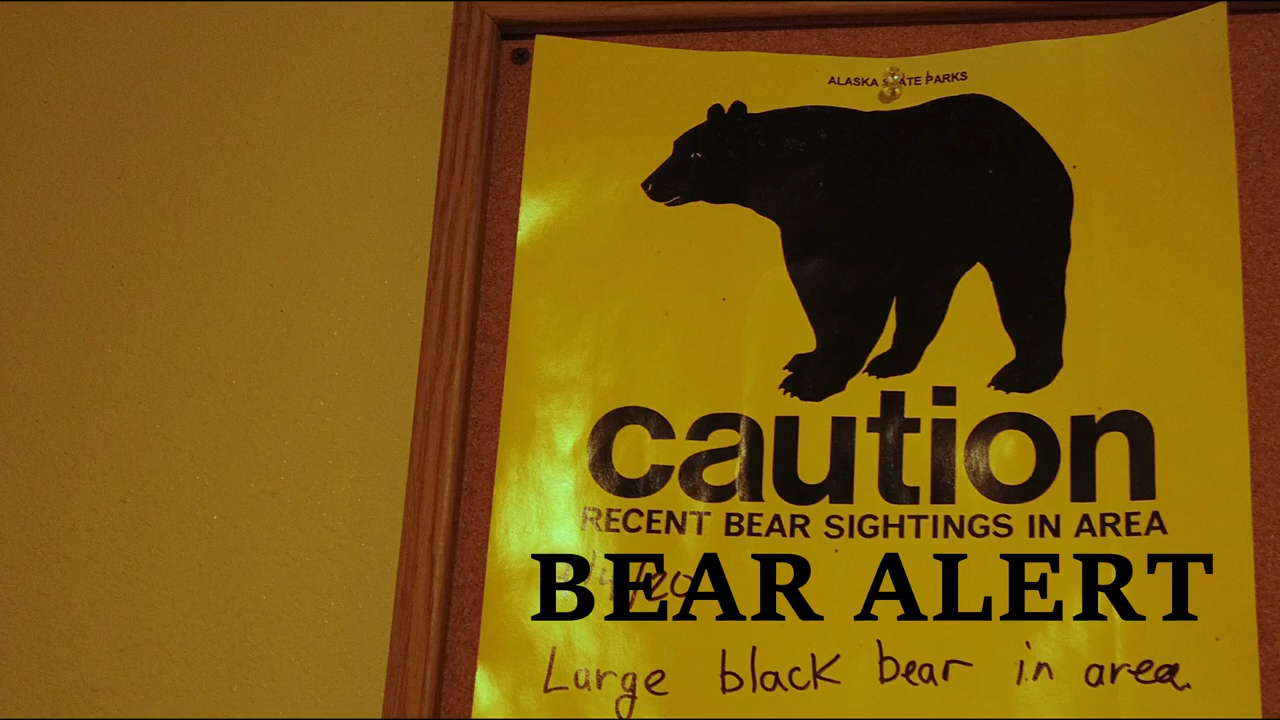 ALASKA STATE PARKS
caution
RECENT BEAR SIGHTINGS IN AREA
BEAR ALERT
Large black bear in area.